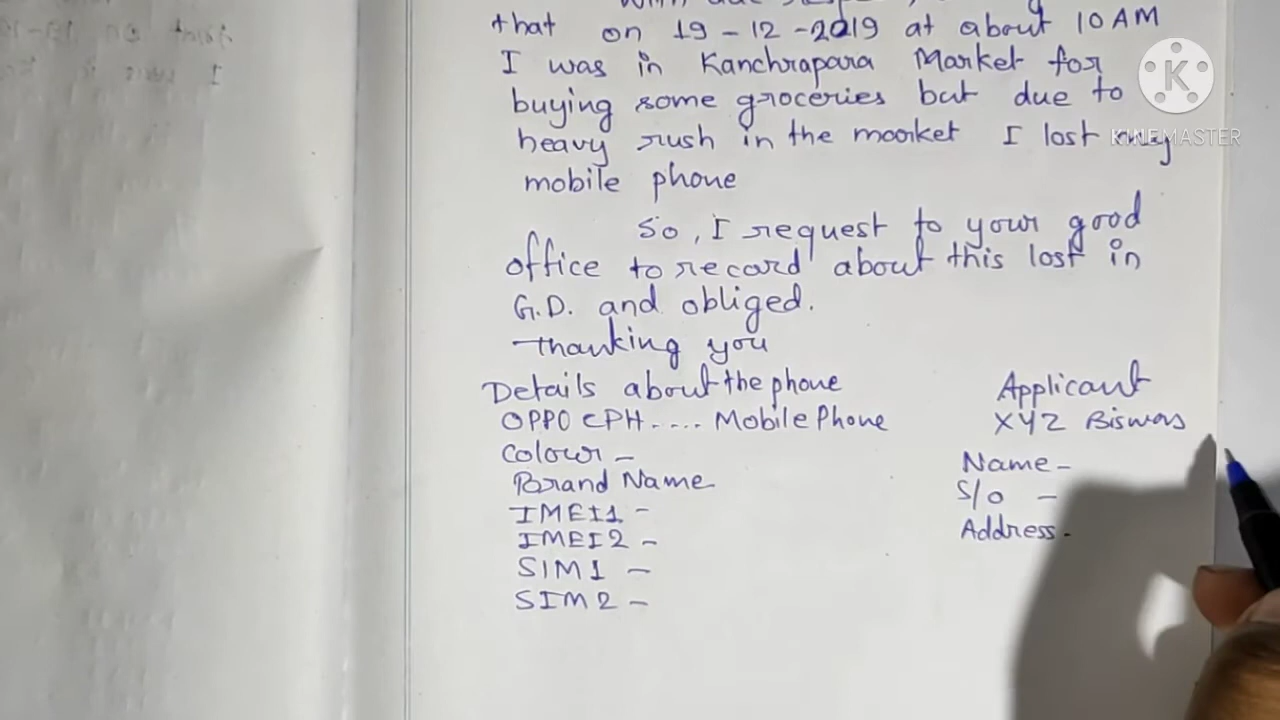 that on 19-12-2019 at about 10 AM
I was in Kanchrapara Market for
buying some groceries but due to
heavy rush in the market I lost my
mobile phone
So, I request to your good
office to record about this lost in
G.D. and obliged.
Thanking you
Details about the phone
OPPO CPH.... Mobile Phone
Colour -
Brand Name
IMEI1 -
IMEI2 -
SIM1 -
SIM2 -
Applicant
XYZ Biswas
Name -
S/O -
Address -
K
KINEMASTER